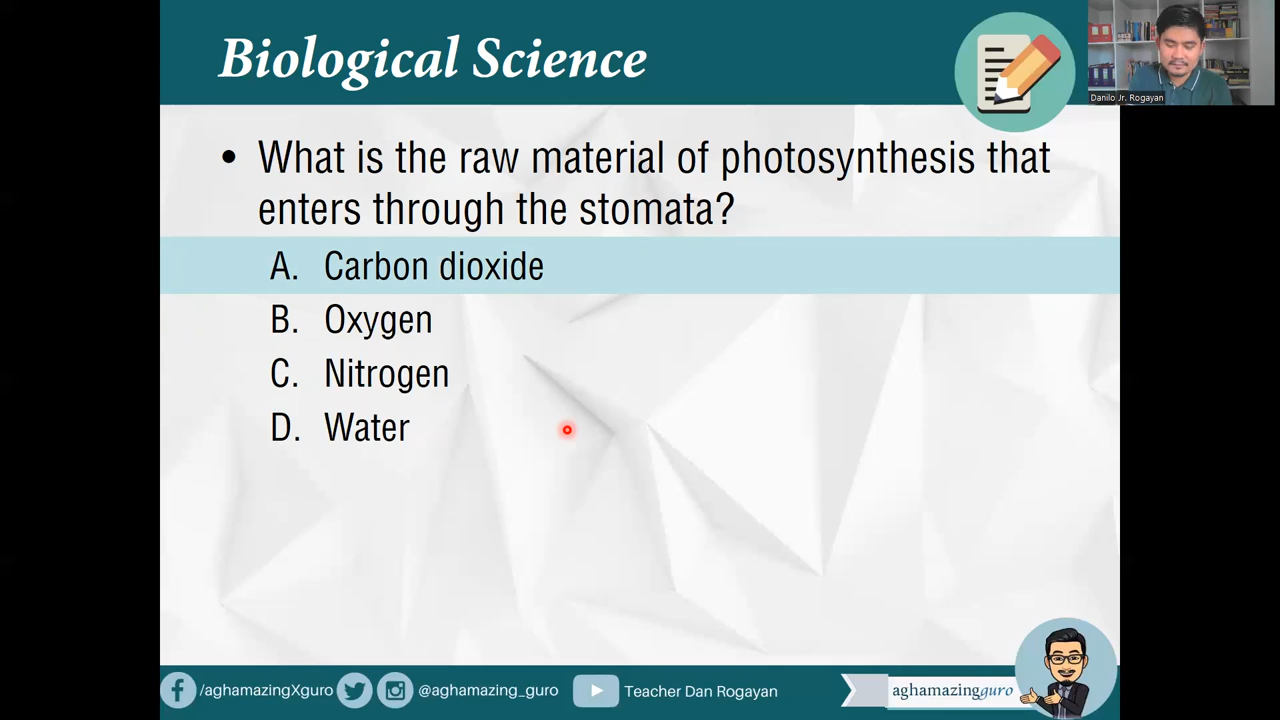 Biological Science
Danilo Jr. Rogayan
• What is the raw material of photosynthesis that
enters through the stomata?
A. Carbon dioxide
B. Oxygen
C. Nitrogen
D. Water
/aghamazingXguro
@aghamazing_guro
Teacher Dan Rogayan
aghamazingguro